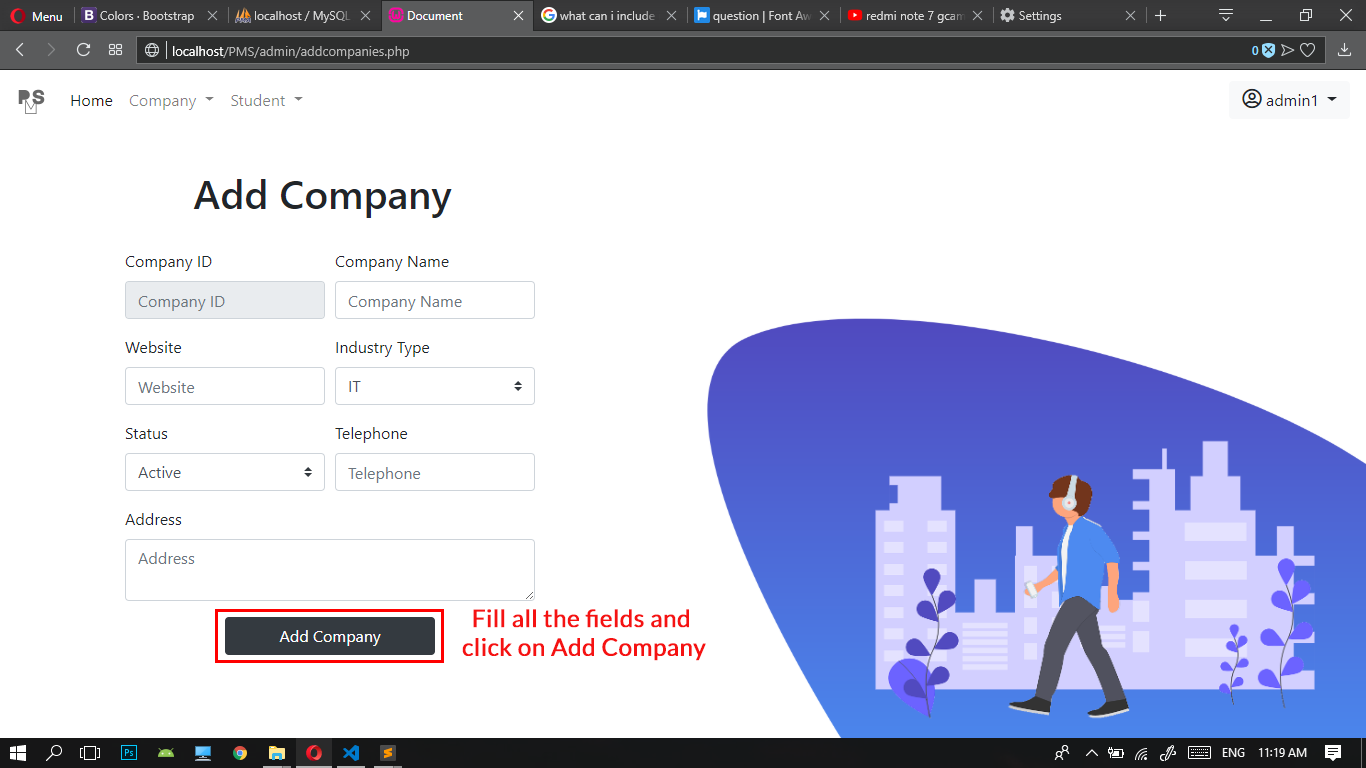 Menu
Colors · Bootstrap
localhost / MySQL
Document
what can i include
question | Font Aw
redmi note 7 gcam
Settings
localhost/PMS/admin/addcompanies.php
0
PMS
Home
Company
Student
admin1
Add Company
Company ID
Company Name
Company ID
Company Name
Website
Industry Type
Website
IT
Status
Telephone
Active
Telephone
Address
Address
Add Company
Fill all the fields and
click on Add Company
Ps
ENG
11:19 AM